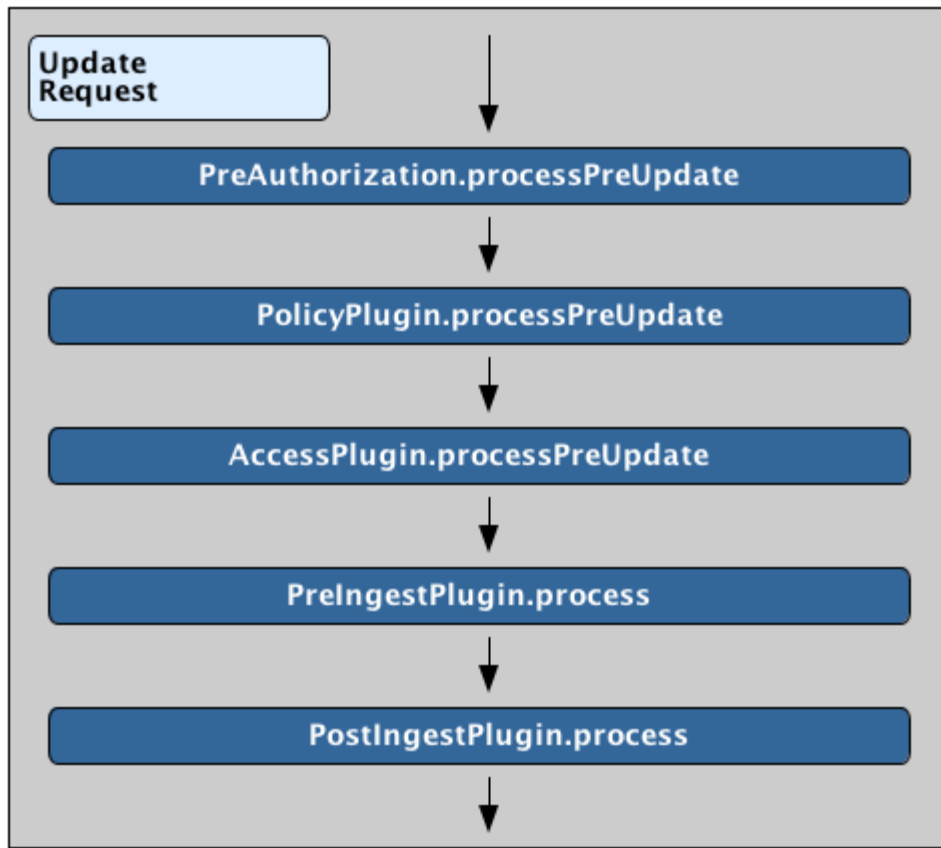 Update
Request
PreAuthorization.processPreUpdate
PolicyPlugin.processPreUpdate
AccessPlugin.processPreUpdate
PreIngestPlugin.process
PostIngestPlugin.process